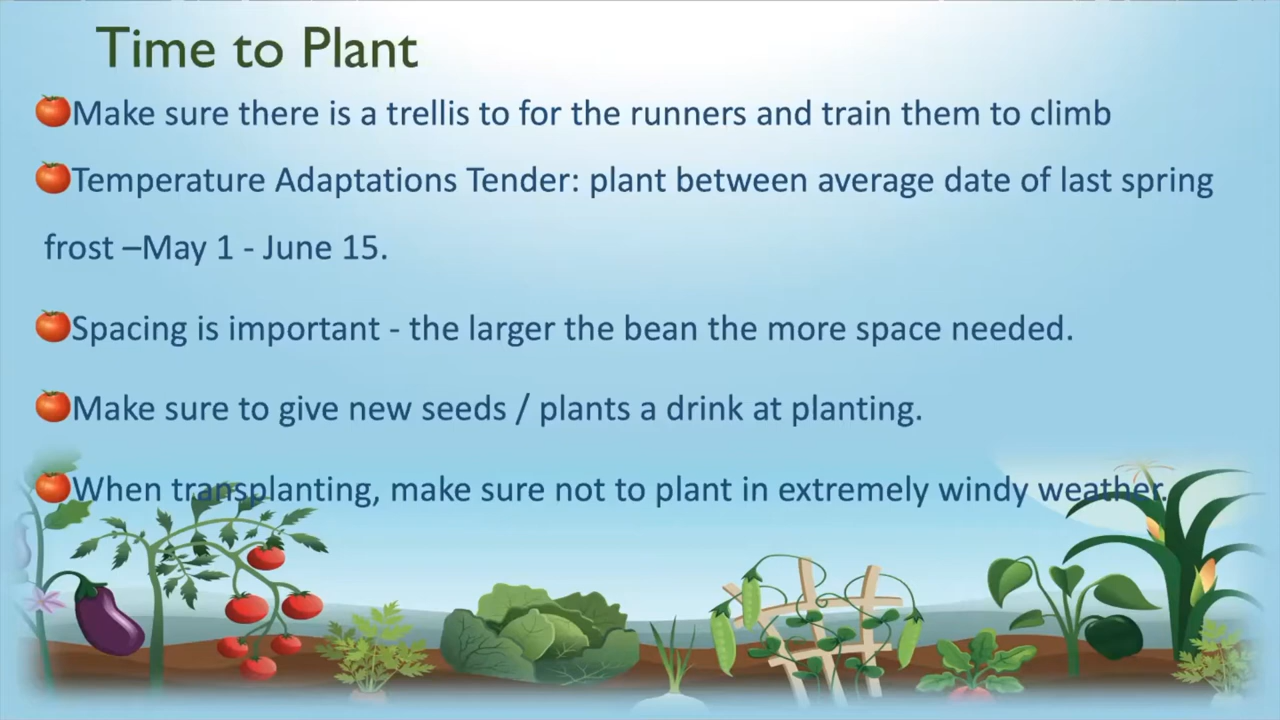 Time to Plant
Make sure there is a trellis to for the runners and train them to climb
Temperature Adaptations Tender: plant between average date of last spring
frost –May 1 - June 15.
Spacing is important - the larger the bean the more space needed.
Make sure to give new seeds / plants a drink at planting.
When transplanting, make sure not to plant in extremely windy weather.